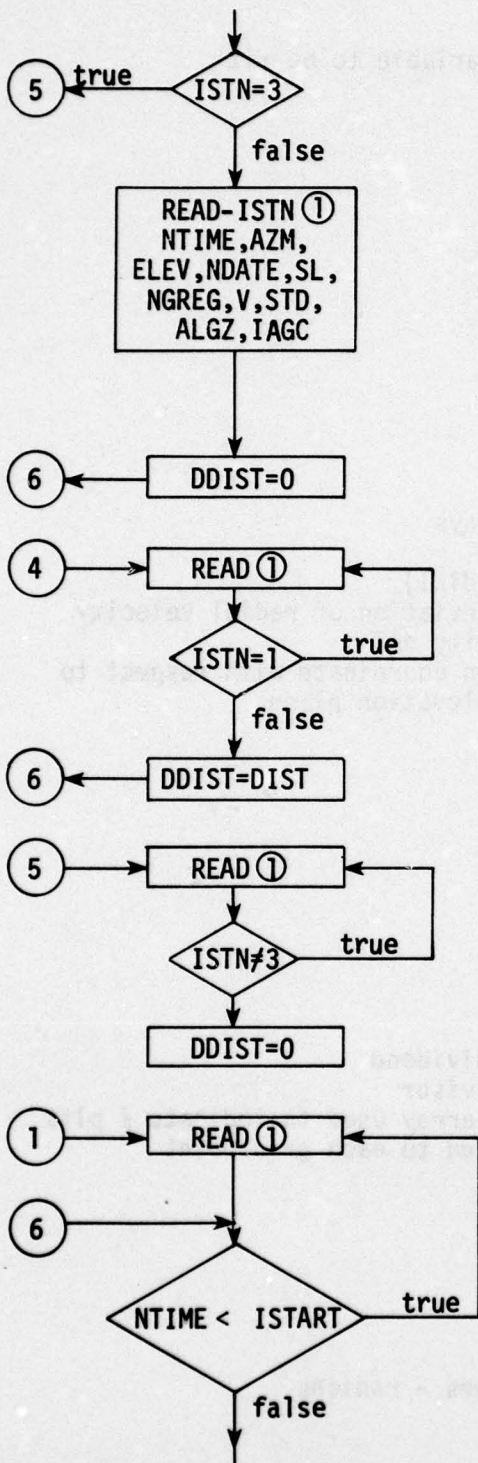 5
true
ISTN=3
false
READ-ISTN ①
NTIME,AZM,
ELEV,NDATE,SL,
NGREG,V,STD,
ALGZ,IAGC
6
DDIST=0
4
READ ①
ISTN=1
true
false
6
DDIST=DIST
5
READ ①
ISTN≠3
true
DDIST=0
1
READ ①
6
NTIME < ISTART
true
false